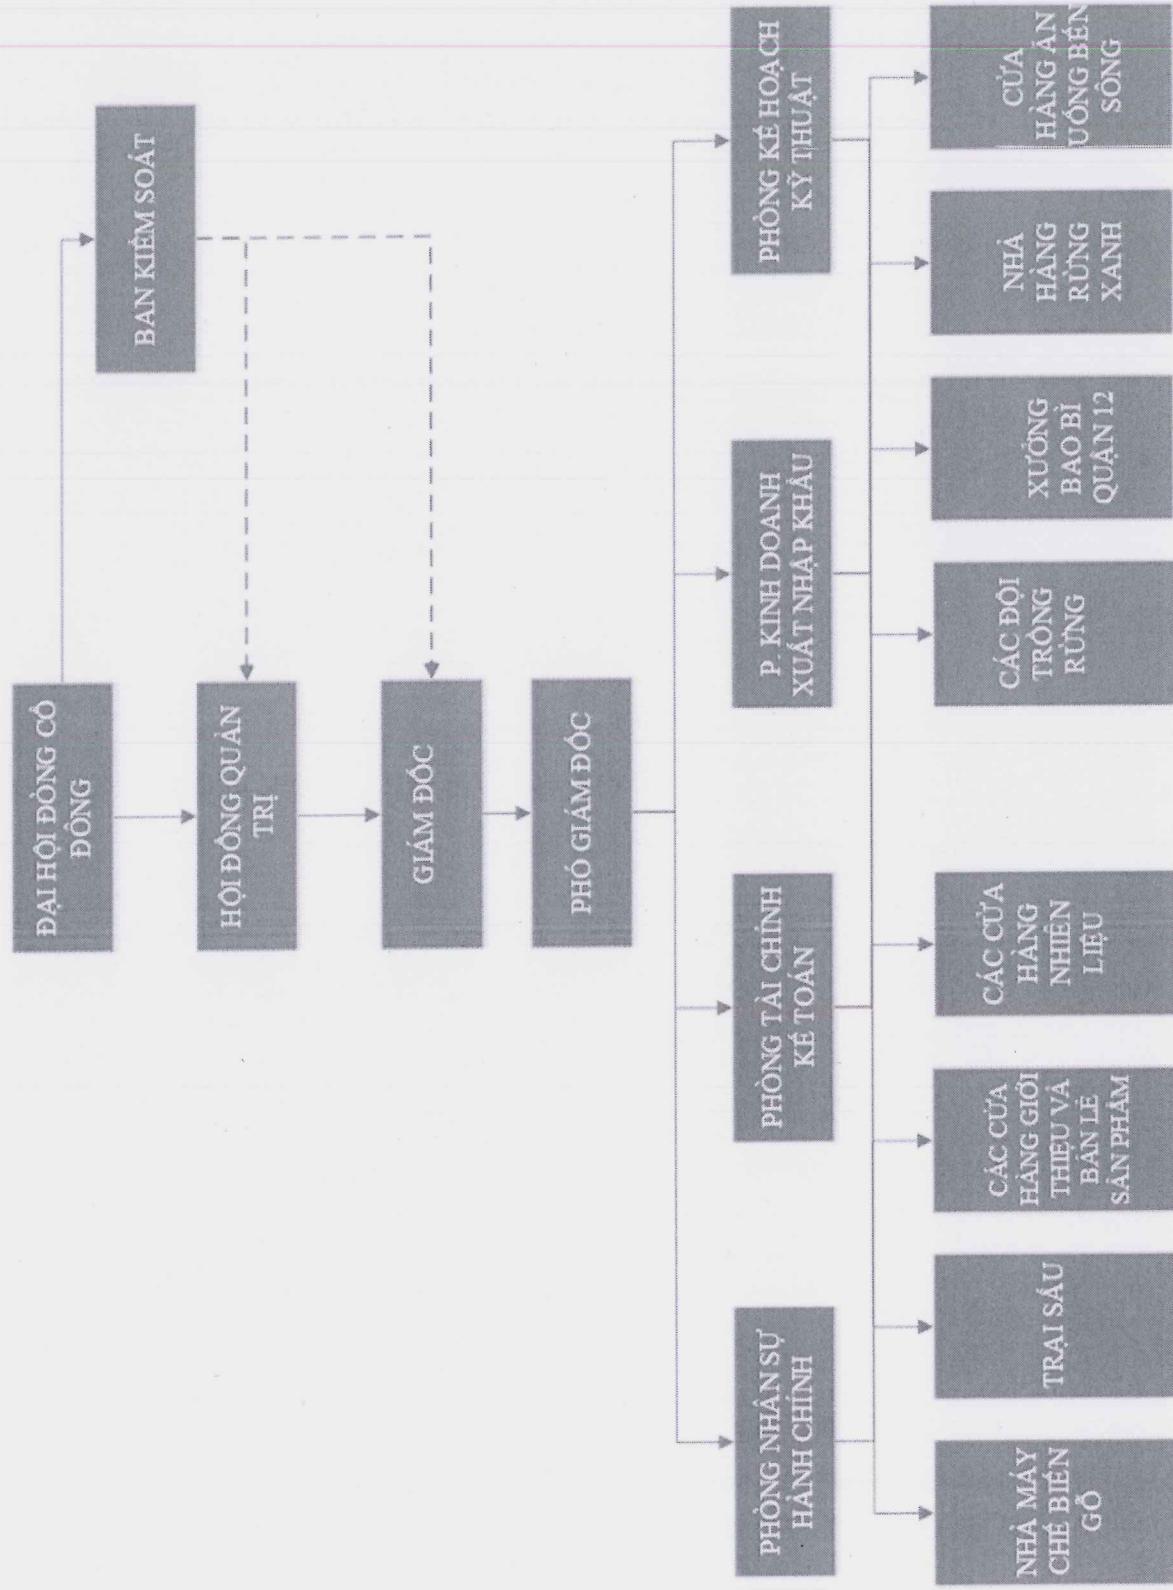 ĐẠI HỘI ĐỒNG CỔ
ĐÔNG
BAN KIỂM SOÁT
HỘI ĐỒNG QUẢN
TRỊ
GIÁM ĐỐC
PHÓ GIÁM ĐỐC
PHÒNG NHÂN SỰ
HÀNH CHÍNH
PHÒNG TÀI CHÍNH
KẾ TOÁN
P. KINH DOANH
XUẤT NHẬP KHẨU
PHÒNG KẾ HOẠCH
KỸ THUẬT
NHÀ MÁY
CHẾ BIẾN
GỖ
TRẠI SẤU
CÁC CỬA
HÀNG GIỚI
THIỆU VÀ
BÁN LẺ
SẢN PHẨM
CÁC CỬA
HÀNG
NHIÊN
LIỆU
CÁC ĐỘI
TRỒNG
RỪNG
XƯỞNG
BAO BÌ
QUẬN 12
NHÀ
HÀNG
RỪNG
XANH
CỬA
HÀNG ĂN
UỐNG BẾN
SÔNG